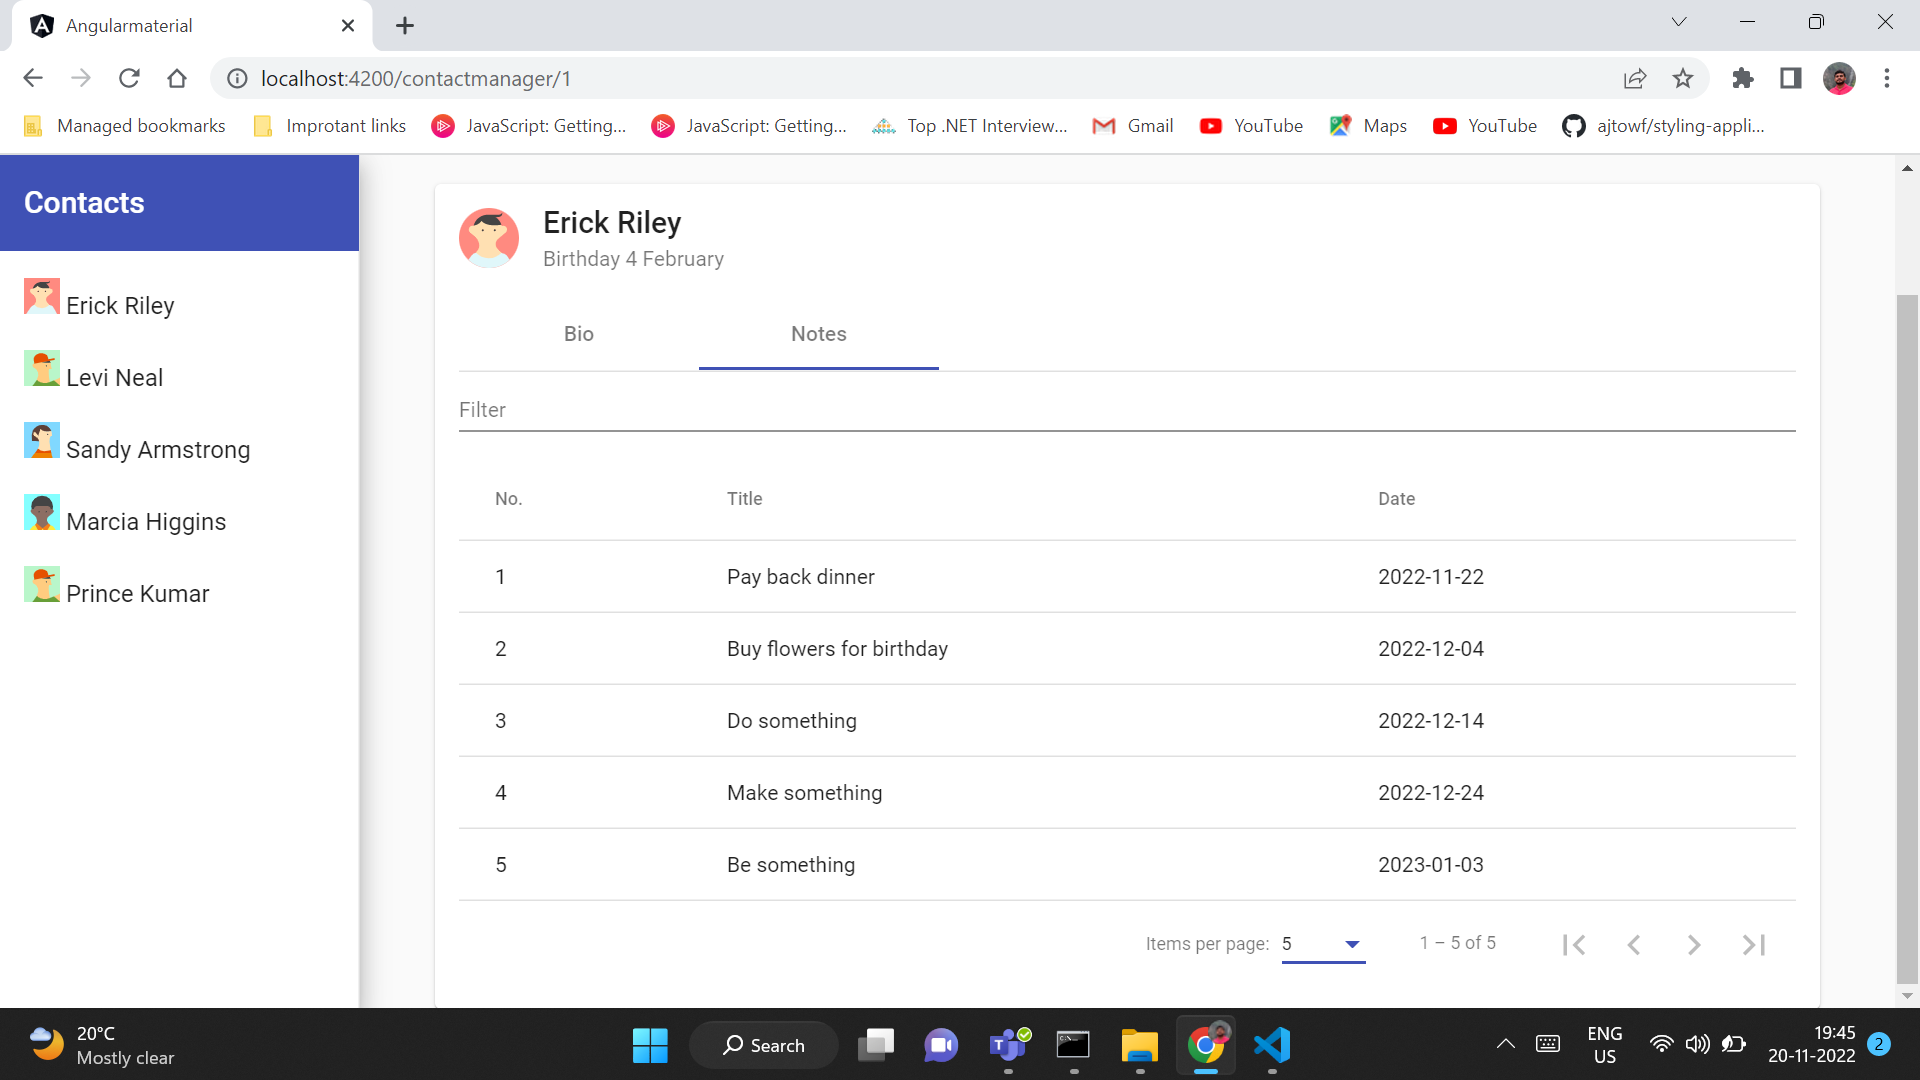 Angularmaterial
localhost:4200/contactmanager/1
Managed bookmarks
Improtant links
JavaScript: Getting...
JavaScript: Getting...
Top .NET Interview...
Gmail
YouTube
Maps
YouTube
ajtowf/styling-appli...
Contacts
Erick Riley
Levi Neal
Sandy Armstrong
Marcia Higgins
Prince Kumar
Erick Riley
Birthday 4 February
Bio Notes
Filter
No. Title Date
1 Pay back dinner 2022-11-22
2 Buy flowers for birthday 2022-12-04
3 Do something 2022-12-14
4 Make something 2022-12-24
5 Be something 2023-01-03
Items per page: 5 1 – 5 of 5
20°C
Mostly clear
Search
ENG
US
19:45
20-11-2022
2